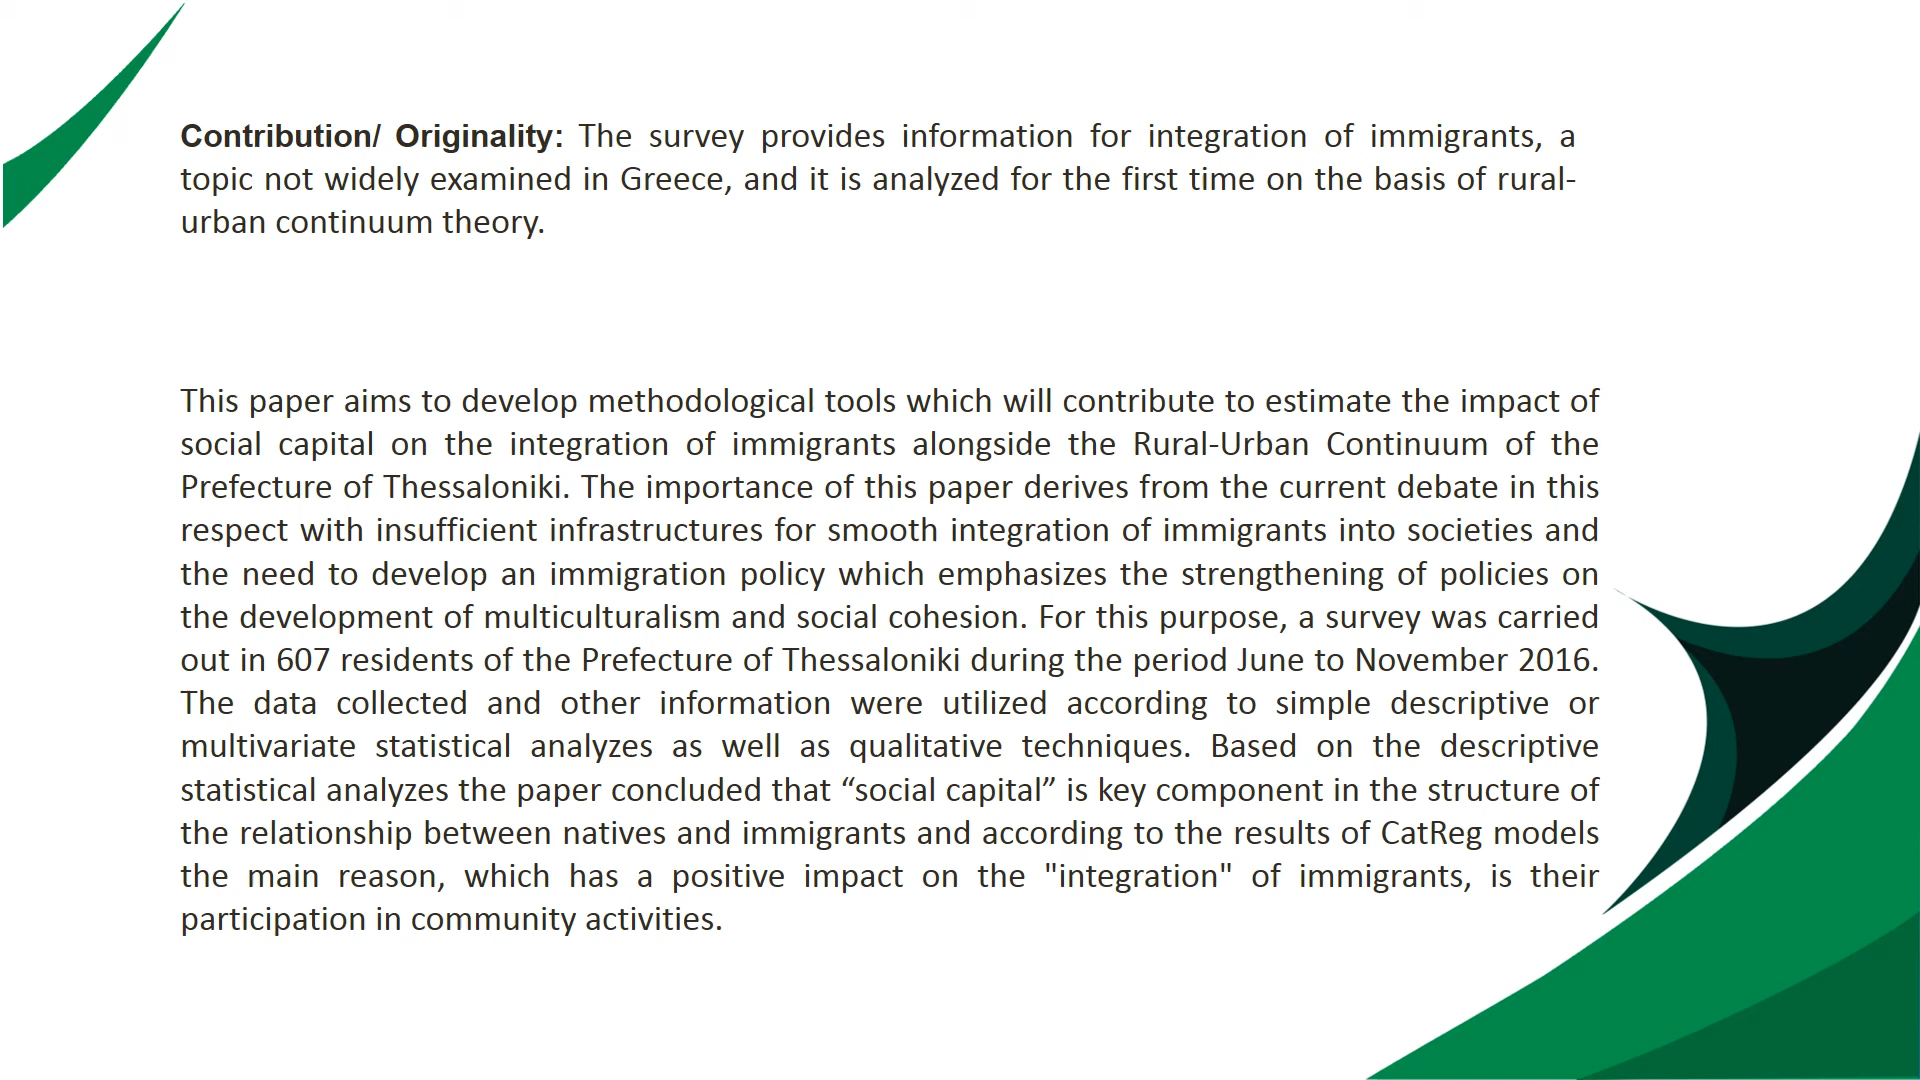 Contribution/ Originality: The survey provides information for integration of immigrants, a
topic not widely examined in Greece, and it is analyzed for the first time on the basis of rural-
urban continuum theory.
This paper aims to develop methodological tools which will contribute to estimate the impact of
social capital on the integration of immigrants alongside the Rural-Urban Continuum of the
Prefecture of Thessaloniki. The importance of this paper derives from the current debate in this
respect with insufficient infrastructures for smooth integration of immigrants into societies and
the need to develop an immigration policy which emphasizes the strengthening of policies on
the development of multiculturalism and social cohesion. For this purpose, a survey was carried
out in 607 residents of the Prefecture of Thessaloniki during the period June to November 2016.
The data collected and other information were utilized according to simple descriptive or
multivariate statistical analyzes as well as qualitative techniques. Based on the descriptive
statistical analyzes the paper concluded that “social capital” is key component in the structure of
the relationship between natives and immigrants and according to the results of CatReg models
the main reason, which has a positive impact on the "integration" of immigrants, is their
participation in community activities.